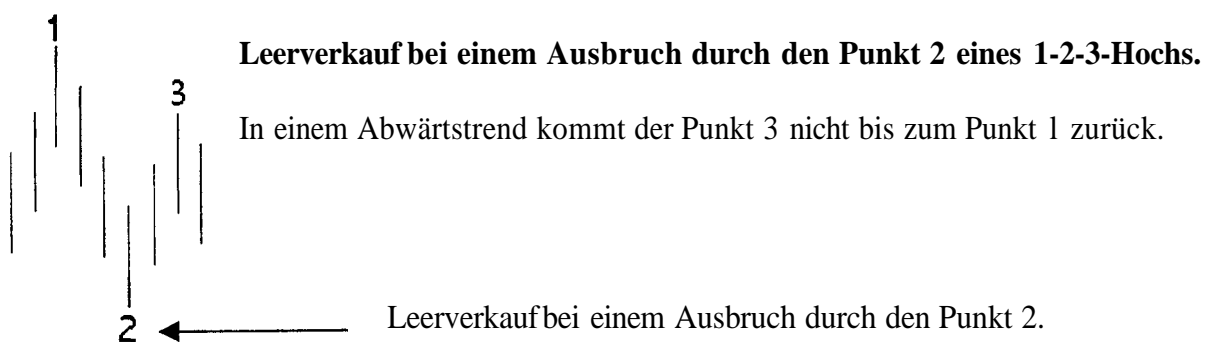 1
Leerverkauf bei einem Ausbruch durch den Punkt 2 eines 1-2-3-Hochs.
3
In einem Abwärtstrend kommt der Punkt 3 nicht bis zum Punkt 1 zurück.
Leerverkauf bei einem Ausbruch durch den Punkt 2.
2